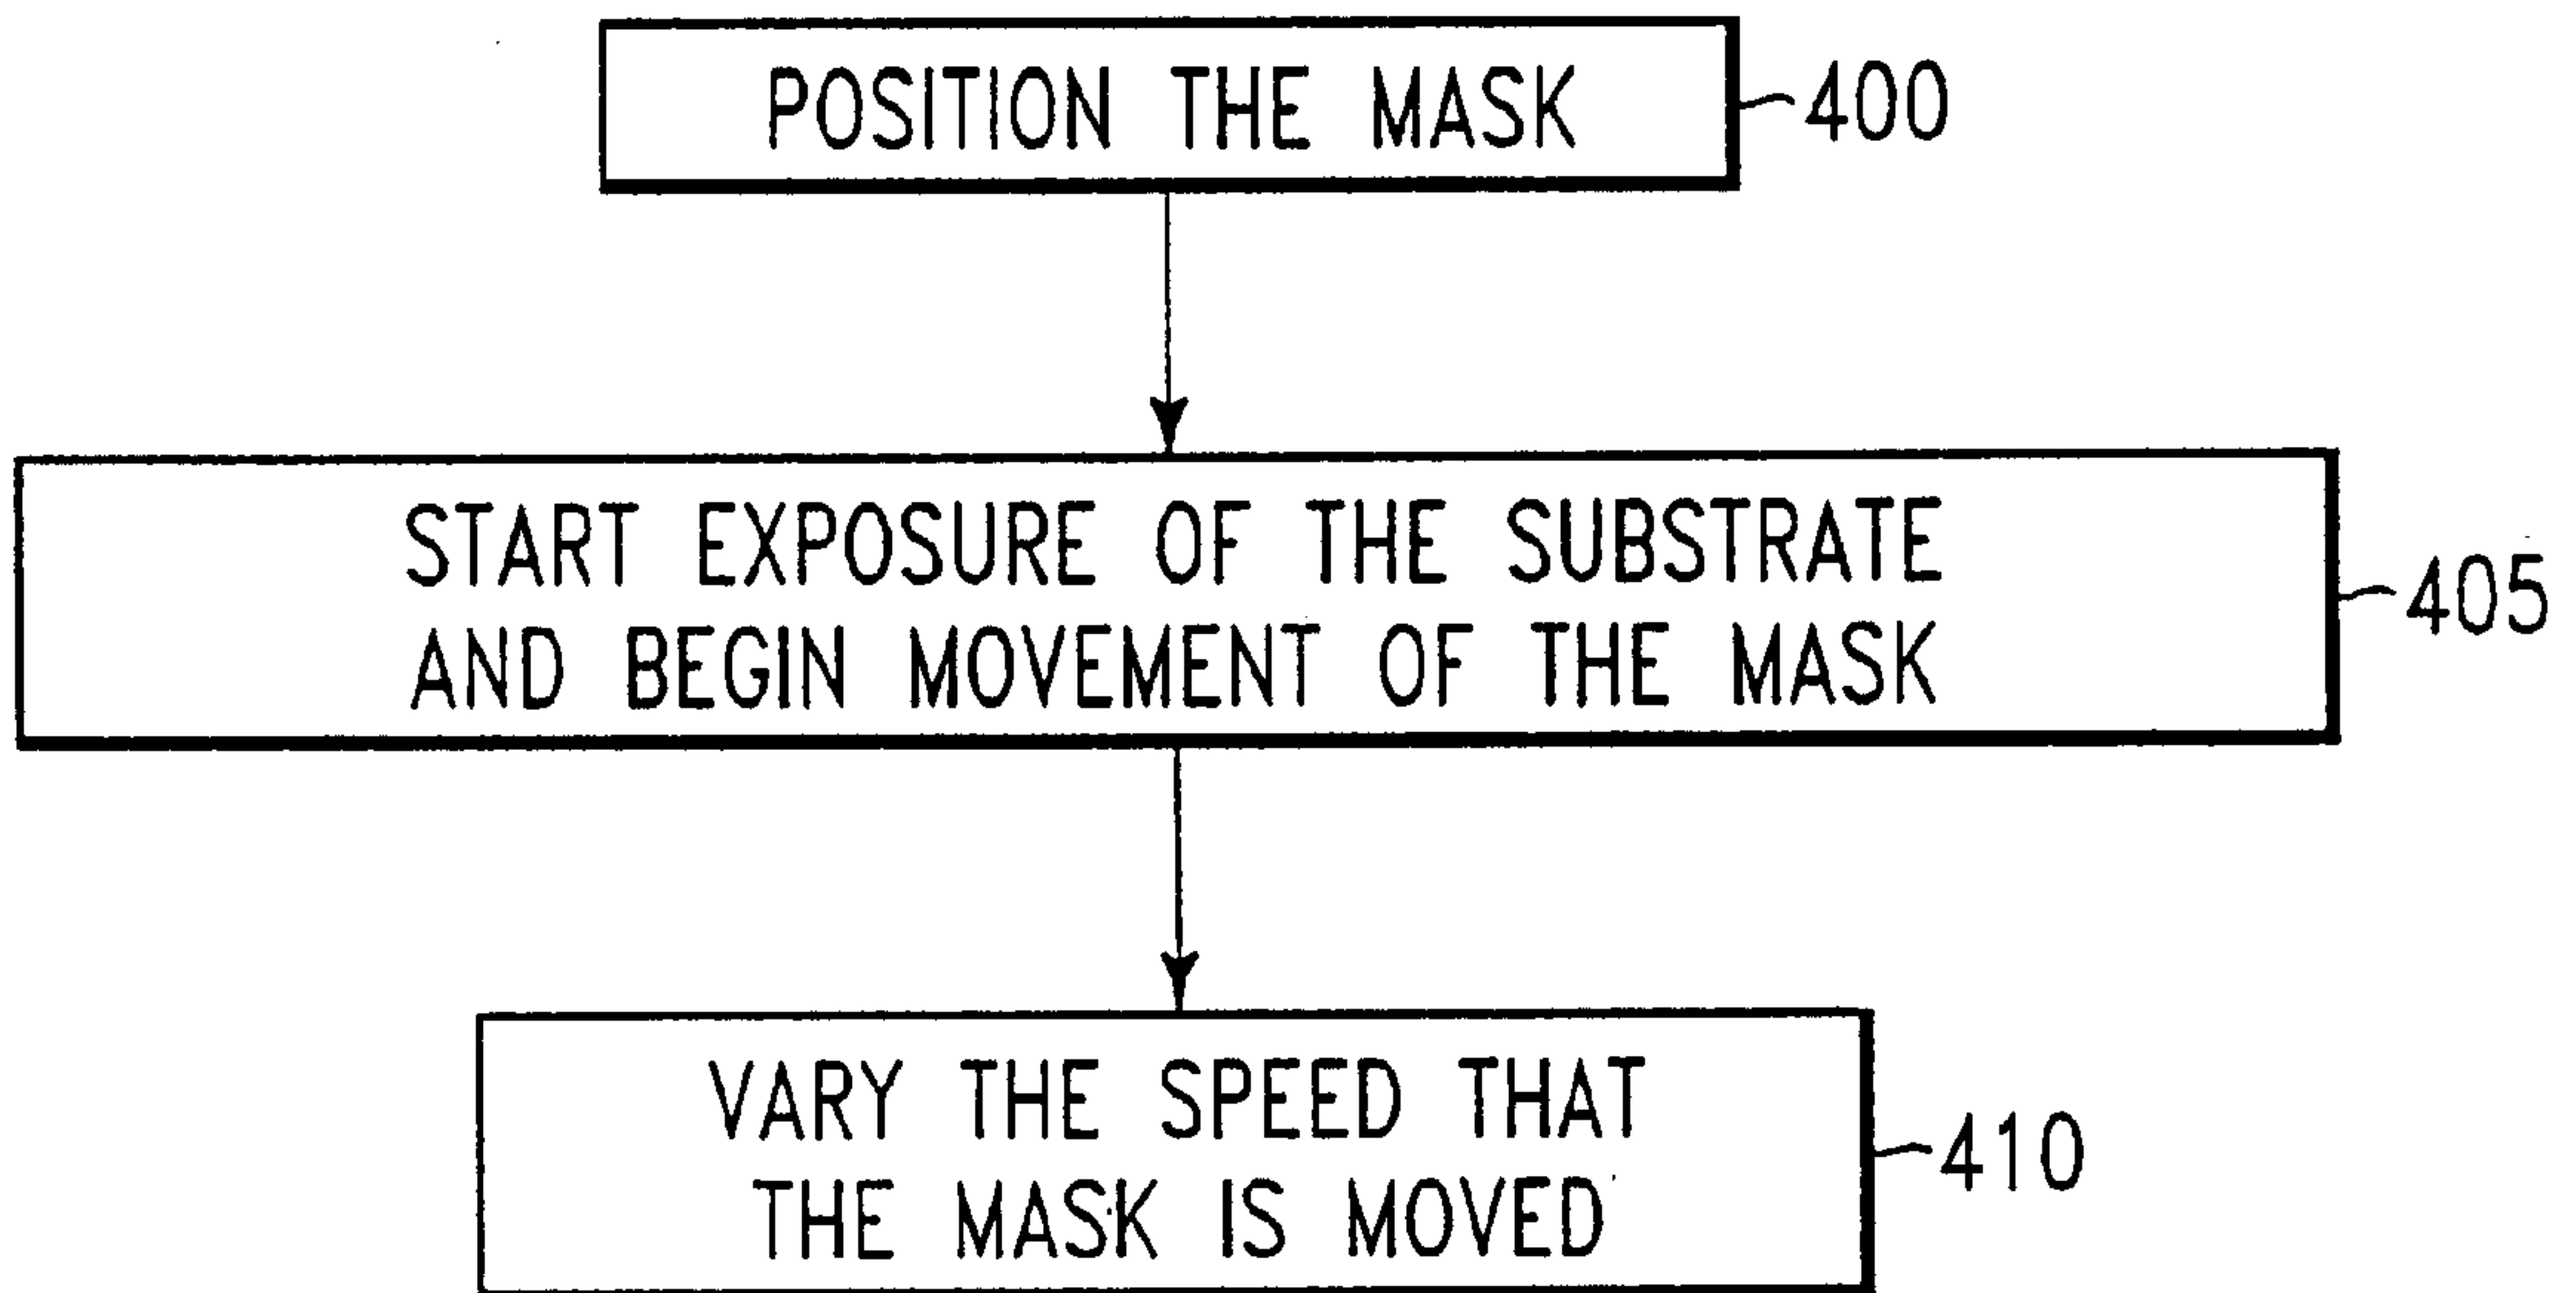 POSITION THE MASK
400
START EXPOSURE OF THE SUBSTRATE
AND BEGIN MOVEMENT OF THE MASK
405
VARY THE SPEED THAT
THE MASK IS MOVED
410